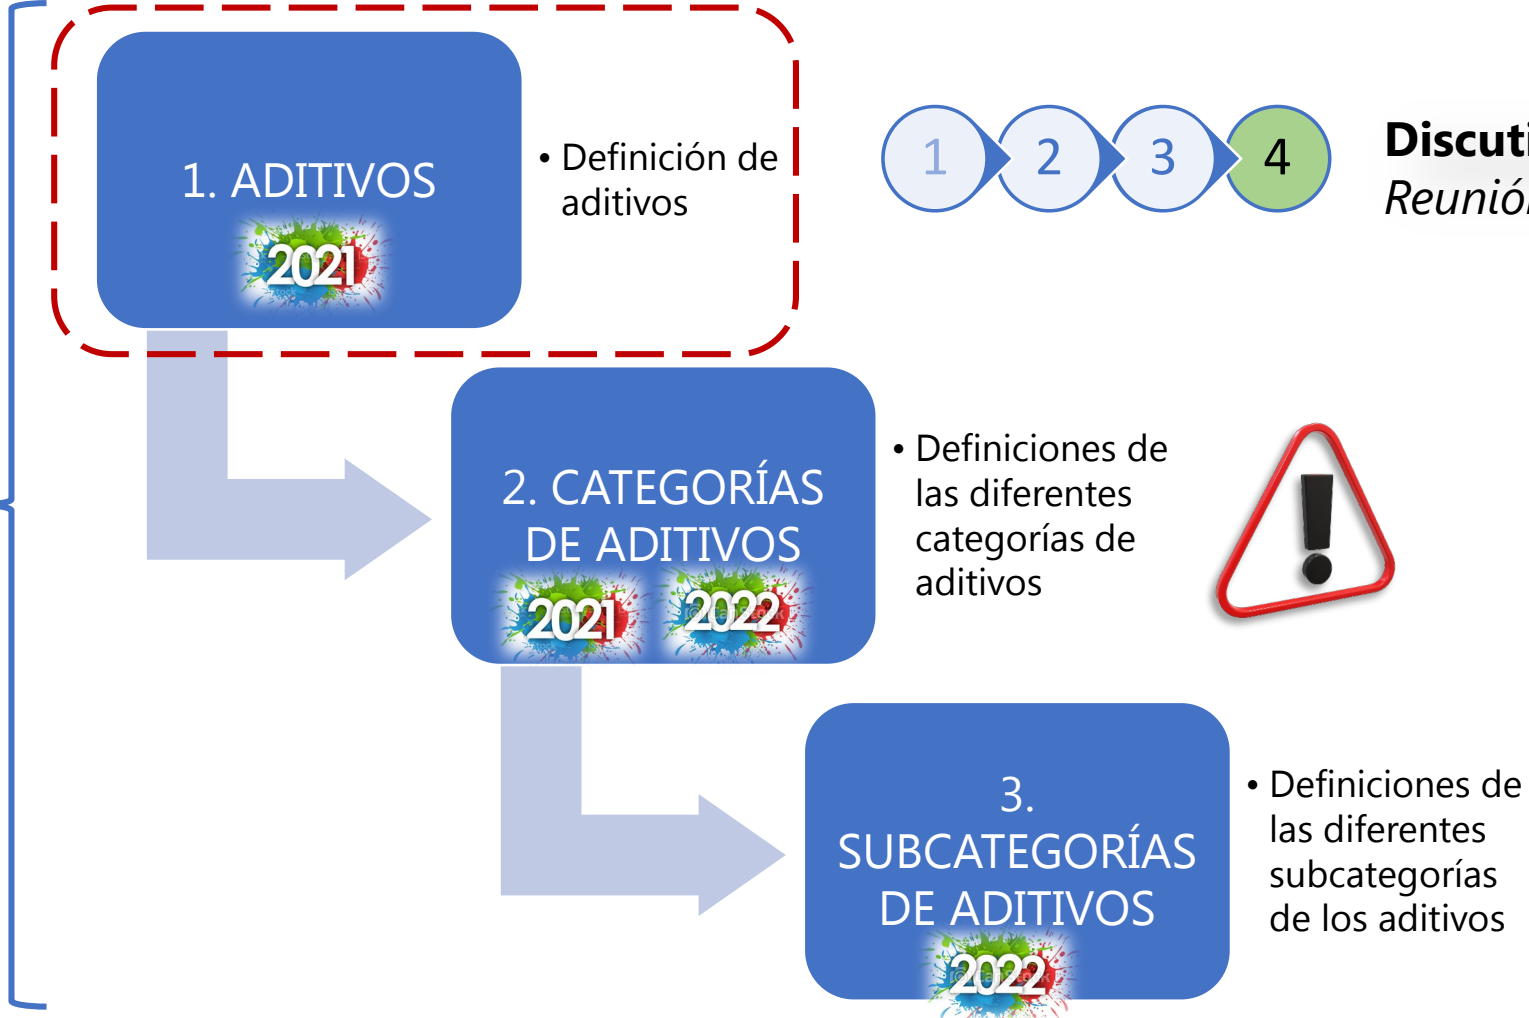 1. ADITIVOS
2021
• Definición de
aditivos
1
2
3
4
Reunión
2. CATEGORÍAS
DE ADITIVOS
2021
2022
• Definiciones de
las diferentes
categorías de
aditivos
3.
SUBCATEGORÍAS
DE ADITIVOS
2022
• Definiciones de
las diferentes
subcategorías
de los aditivos